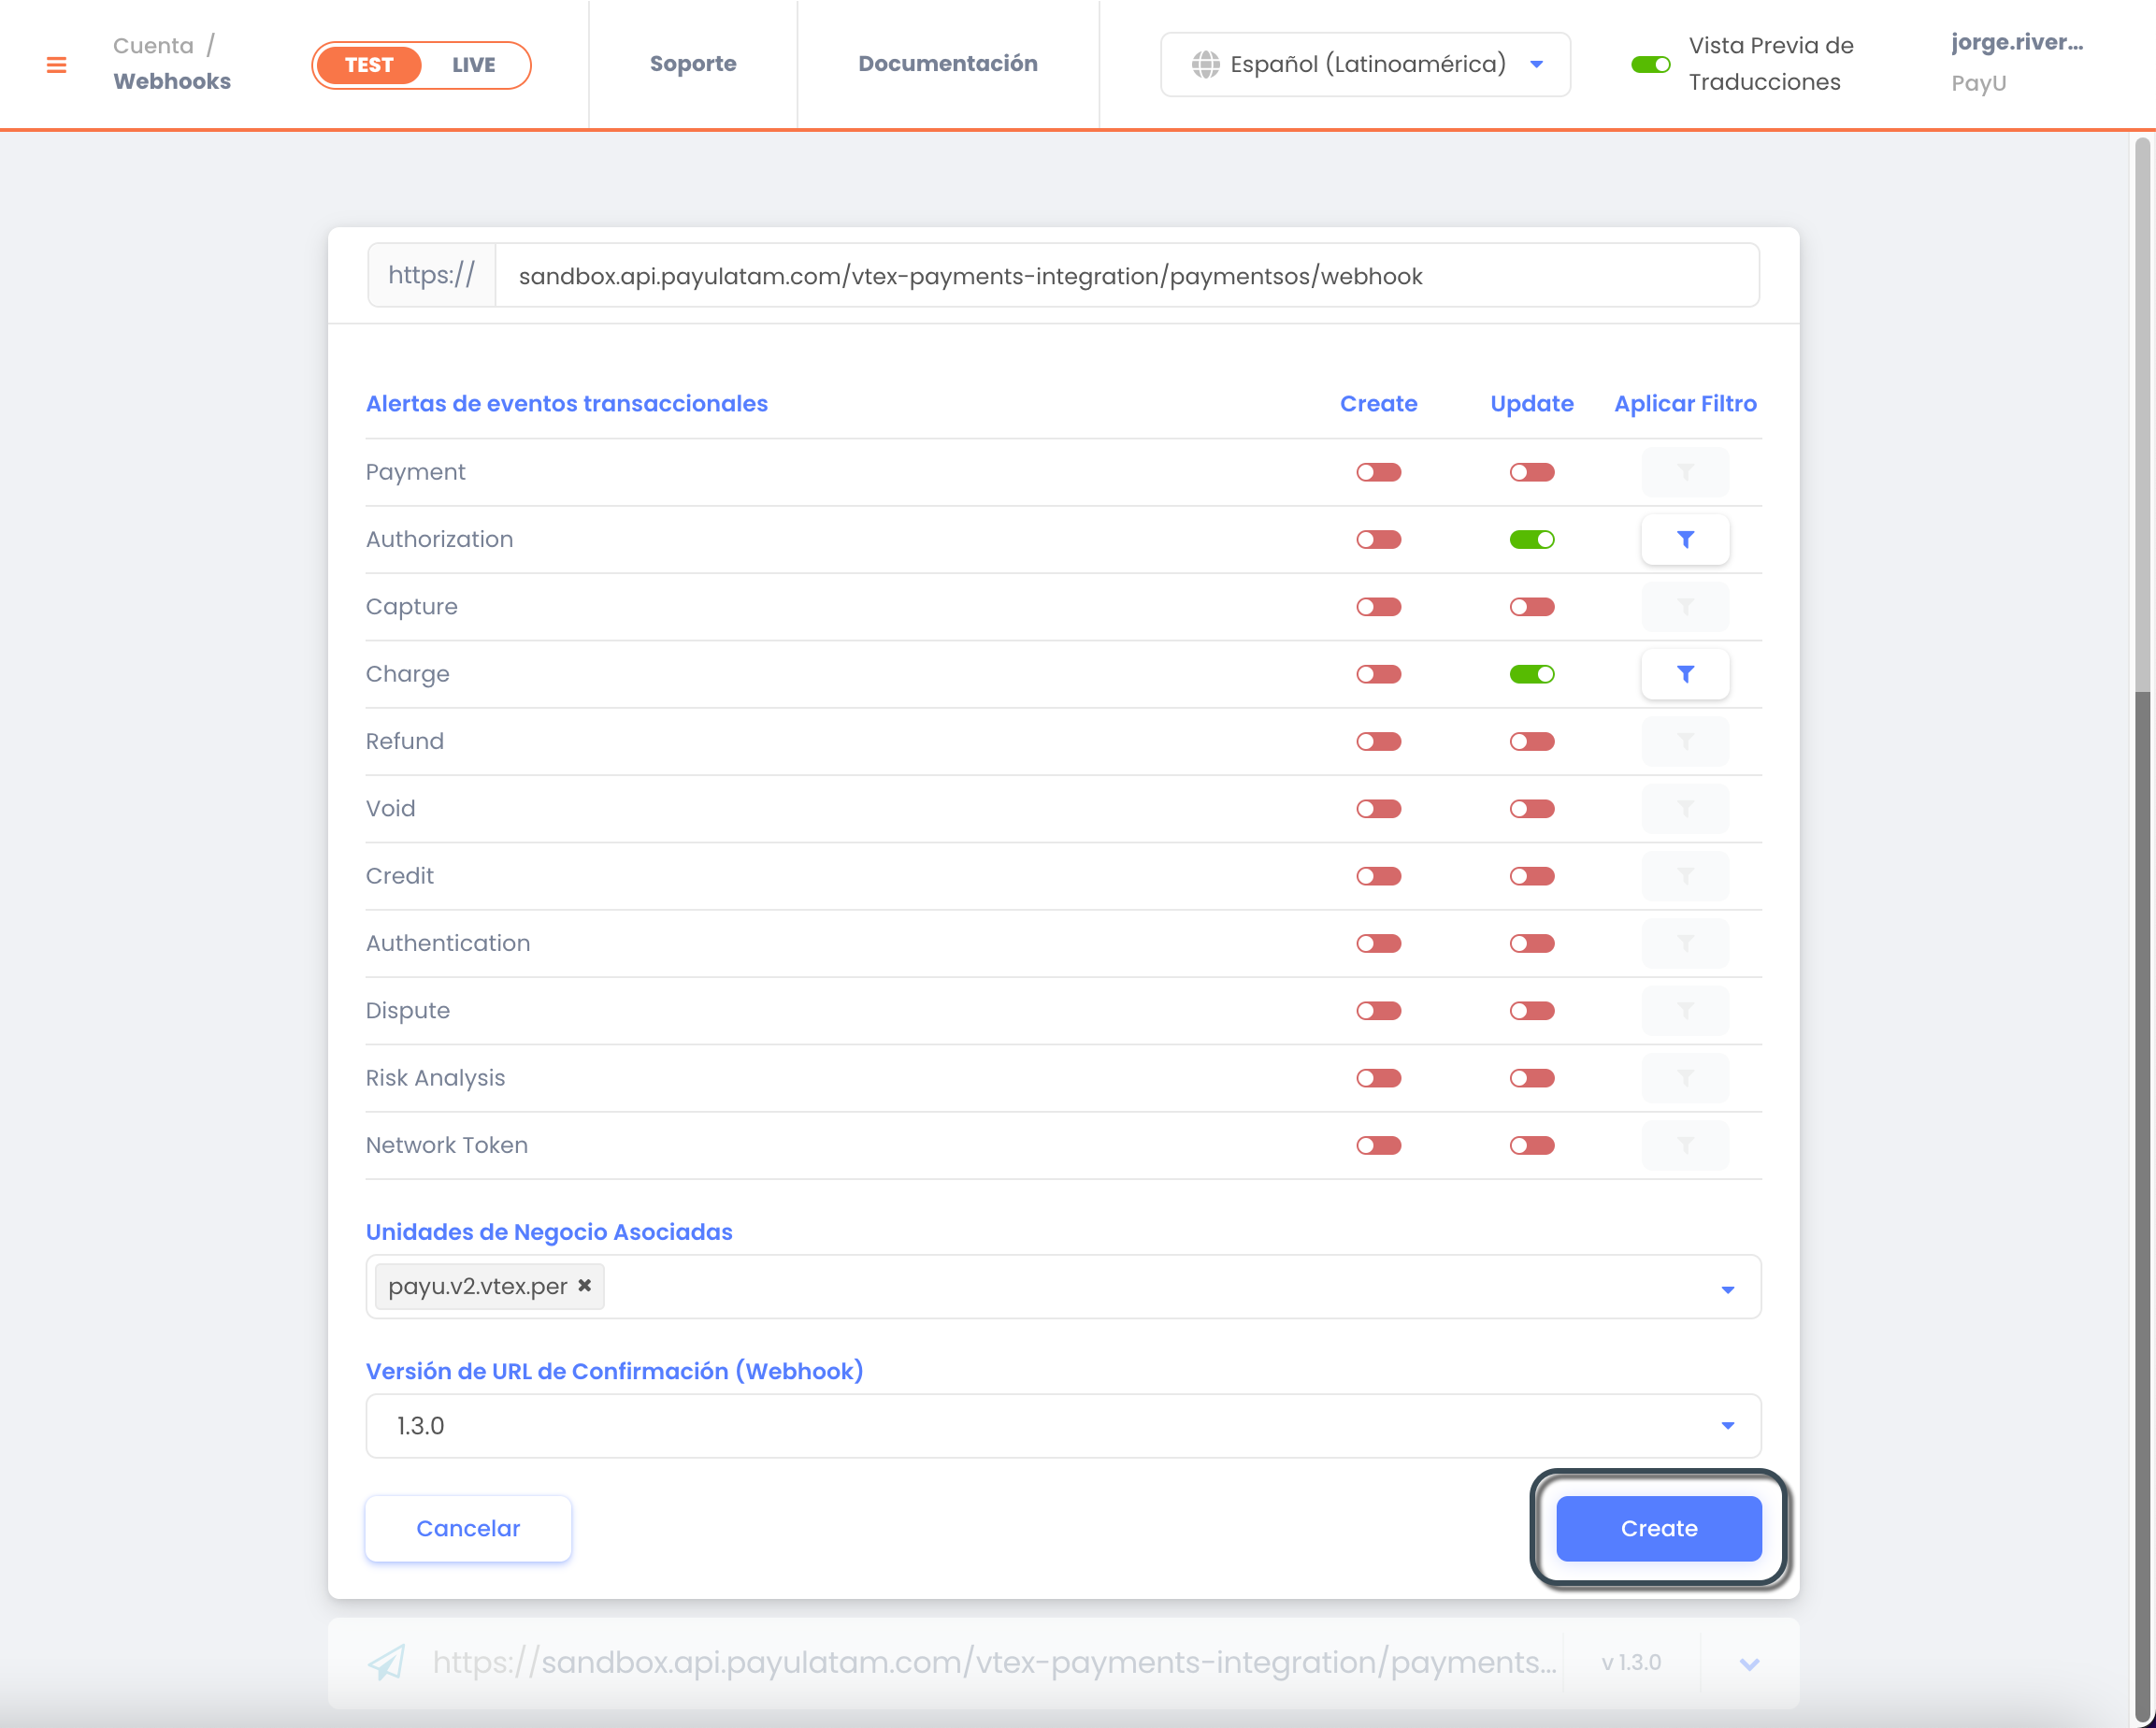 Cuenta /
Webhooks
TEST LIVE
Soporte
Documentación
Español (Latinoamérica)
Vista Previa de
Traducciones
jorge.river...
PayU
https:// sandbox.api.payulatam.com/vtex-payments-integration/paymentsos/webhook
Alertas de eventos transaccionales Create Update Aplicar Filtro
Payment
Authorization
Capture
Charge
Refund
Void
Credit
Authentication
Dispute
Risk Analysis
Network Token
Unidades de Negocio Asociadas
payu.v2.vtex.per ✖
Versión de URL de Confirmación (Webhook)
1.3.0
Cancelar Create
https://sandbox.api.payulatam.com/vtex-payments-integration/payments... v 1.3.0